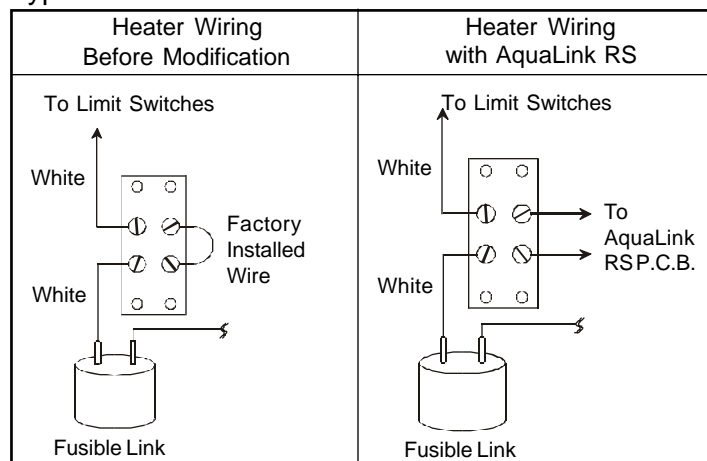 Heater Wiring
Before Modification
To Limit Switches
White
Factory
Installed
Wire
White
Fusible Link
Heater Wiring
with AquaLink RS
To Limit Switches
White
To
AquaLink
RS P.C.B.
White
Fusible Link